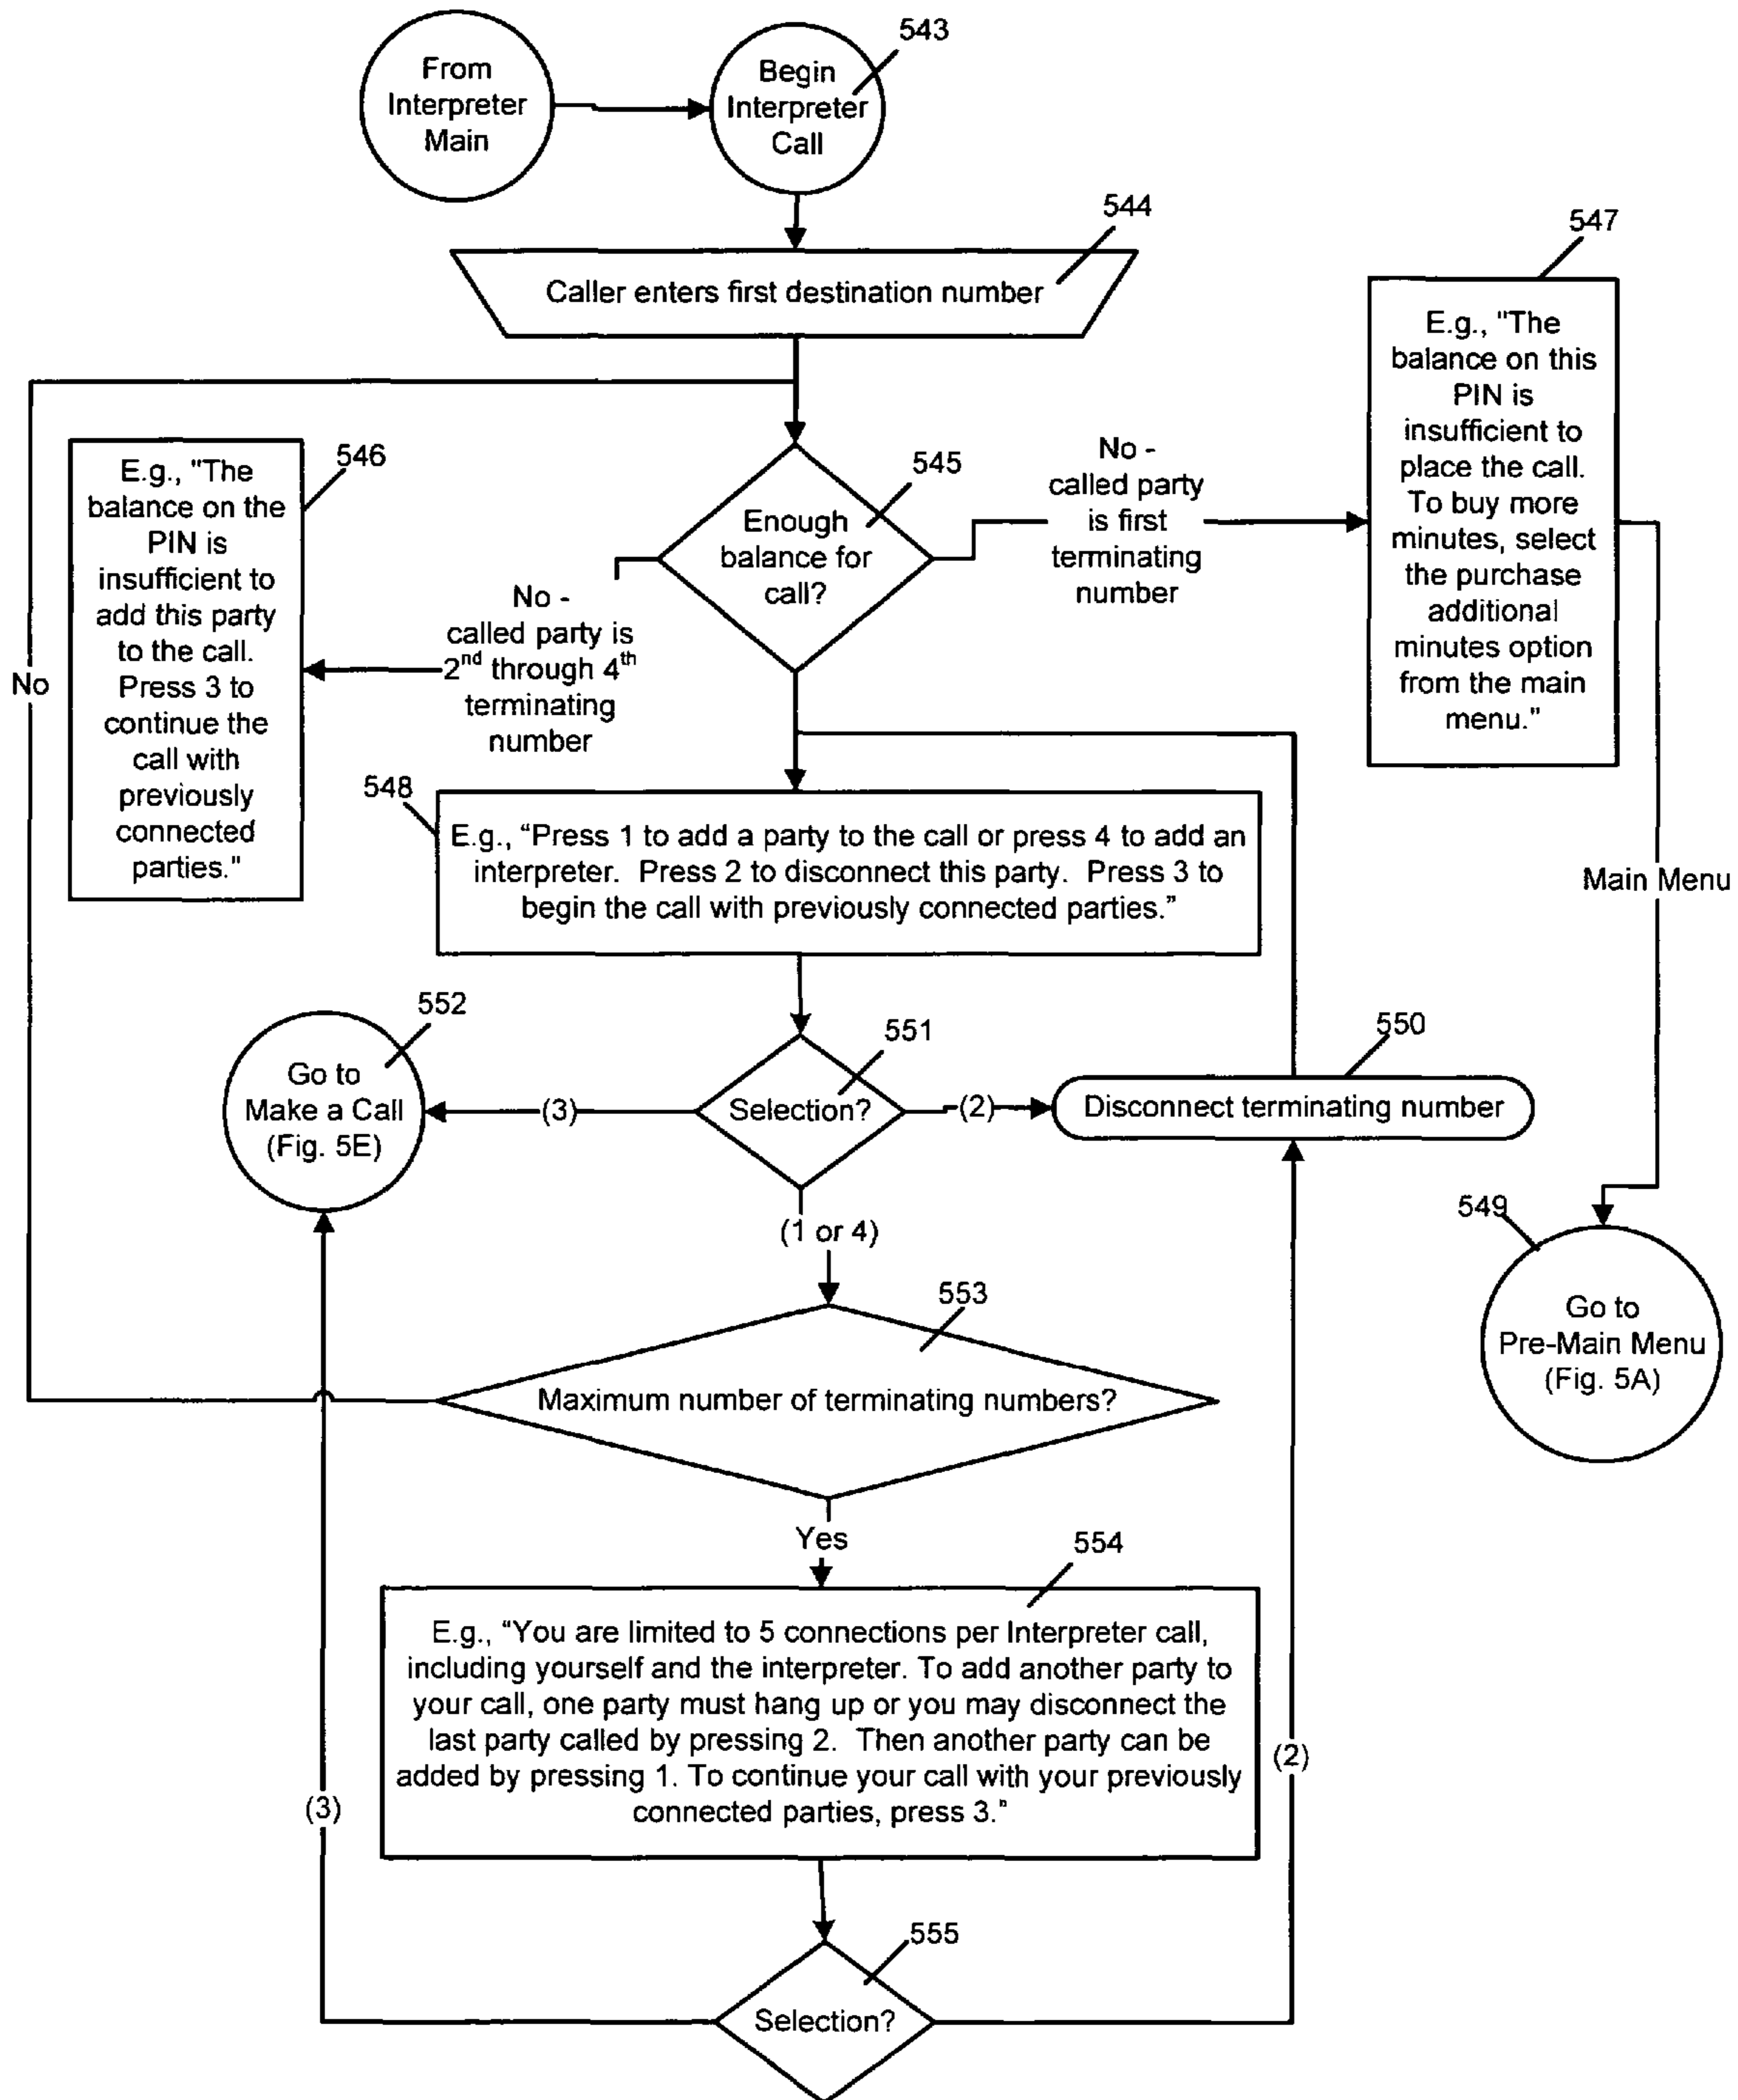 543
From
Interpreter
Main
Begin
Interpreter
Call
544
Caller enters first destination number
547
E.g., "The
balance on this
PIN is
insufficient to
place the call.
To buy more
minutes, select
the purchase
additional
minutes option
from the main
menu."
546
E.g., "The
balance on the
PIN is
insufficient to
add this party
to the call.
Press 3 to
continue the
call with
previously
connected
parties."
545
Enough
balance for
call?
No -
called party
is first
terminating
number
No -
called party is
2nd through 4th
terminating
number
No
548
E.g., “Press 1 to add a party to the call or press 4 to add an
interpreter. Press 2 to disconnect this party. Press 3 to
begin the call with previously connected parties.”
Main Menu
552
Go to
Make a Call
(Fig. 5E)
(3)
551
Selection?
(2)
550
Disconnect terminating number
(1 or 4)
549
Go to
Pre-Main Menu
(Fig. 5A)
553
Maximum number of terminating numbers?
Yes
554
E.g., “You are limited to 5 connections per Interpreter call,
including yourself and the interpreter. To add another party to
your call, one party must hang up or you may disconnect the
last party called by pressing 2. Then another party can be
added by pressing 1. To continue your call with your previously
connected parties, press 3.”
(2)
(3)
555
Selection?